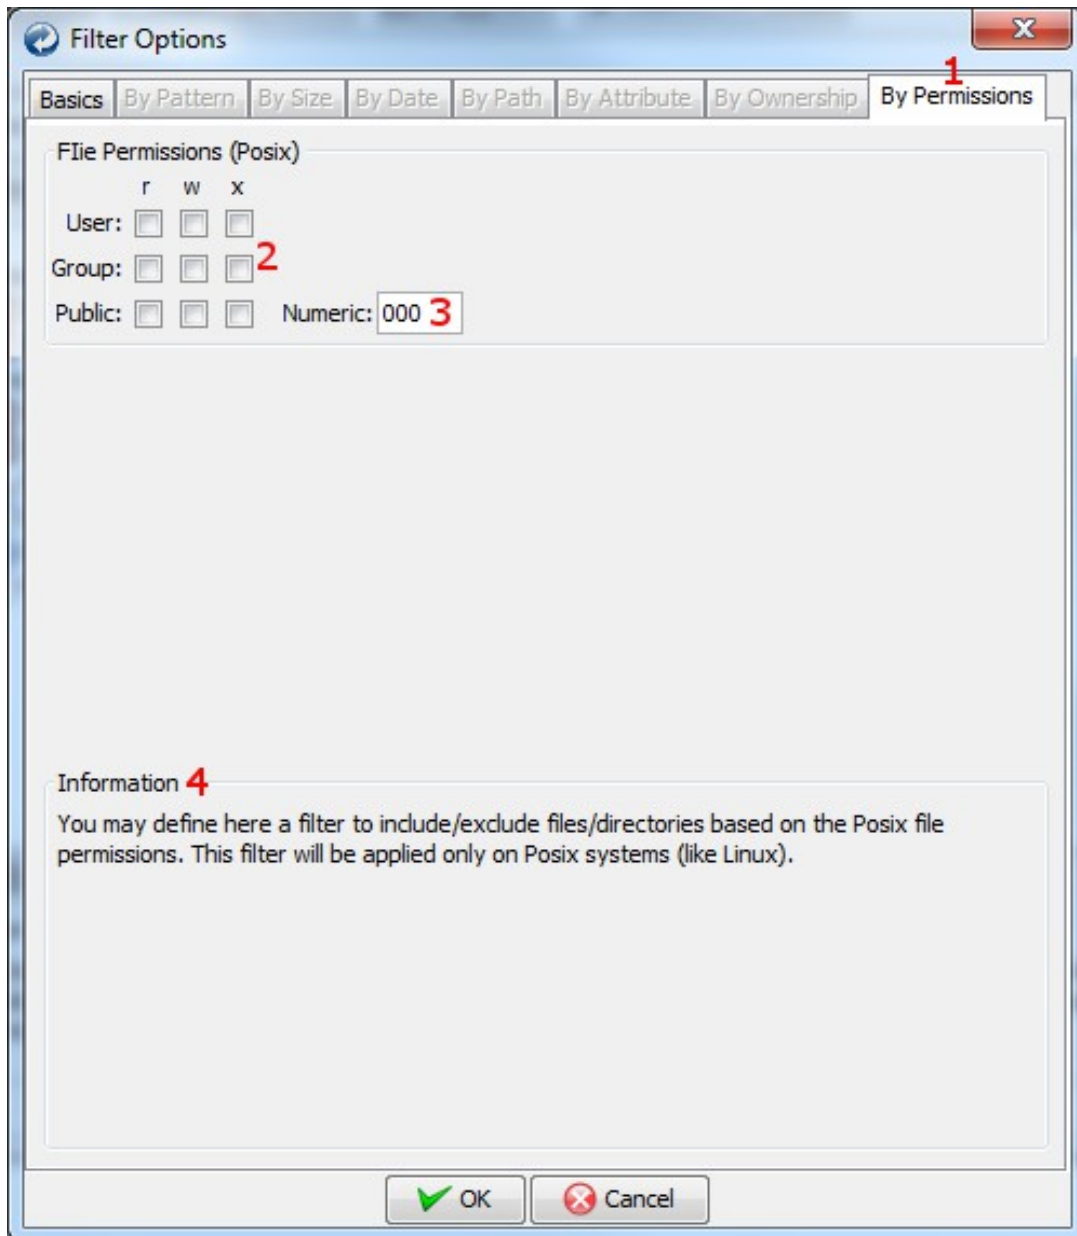 Filter Options
1
Basics By Pattern By Size By Date By Path By Attribute By Ownership By Permissions
FIie Permissions (Posix)
r w x
User:
Group: 2
Public: Numeric: 000 3
Information 4
You may define here a filter to include/exclude files/directories based on the Posix file
permissions. This filter will be applied only on Posix systems (like Linux).
OK Cancel